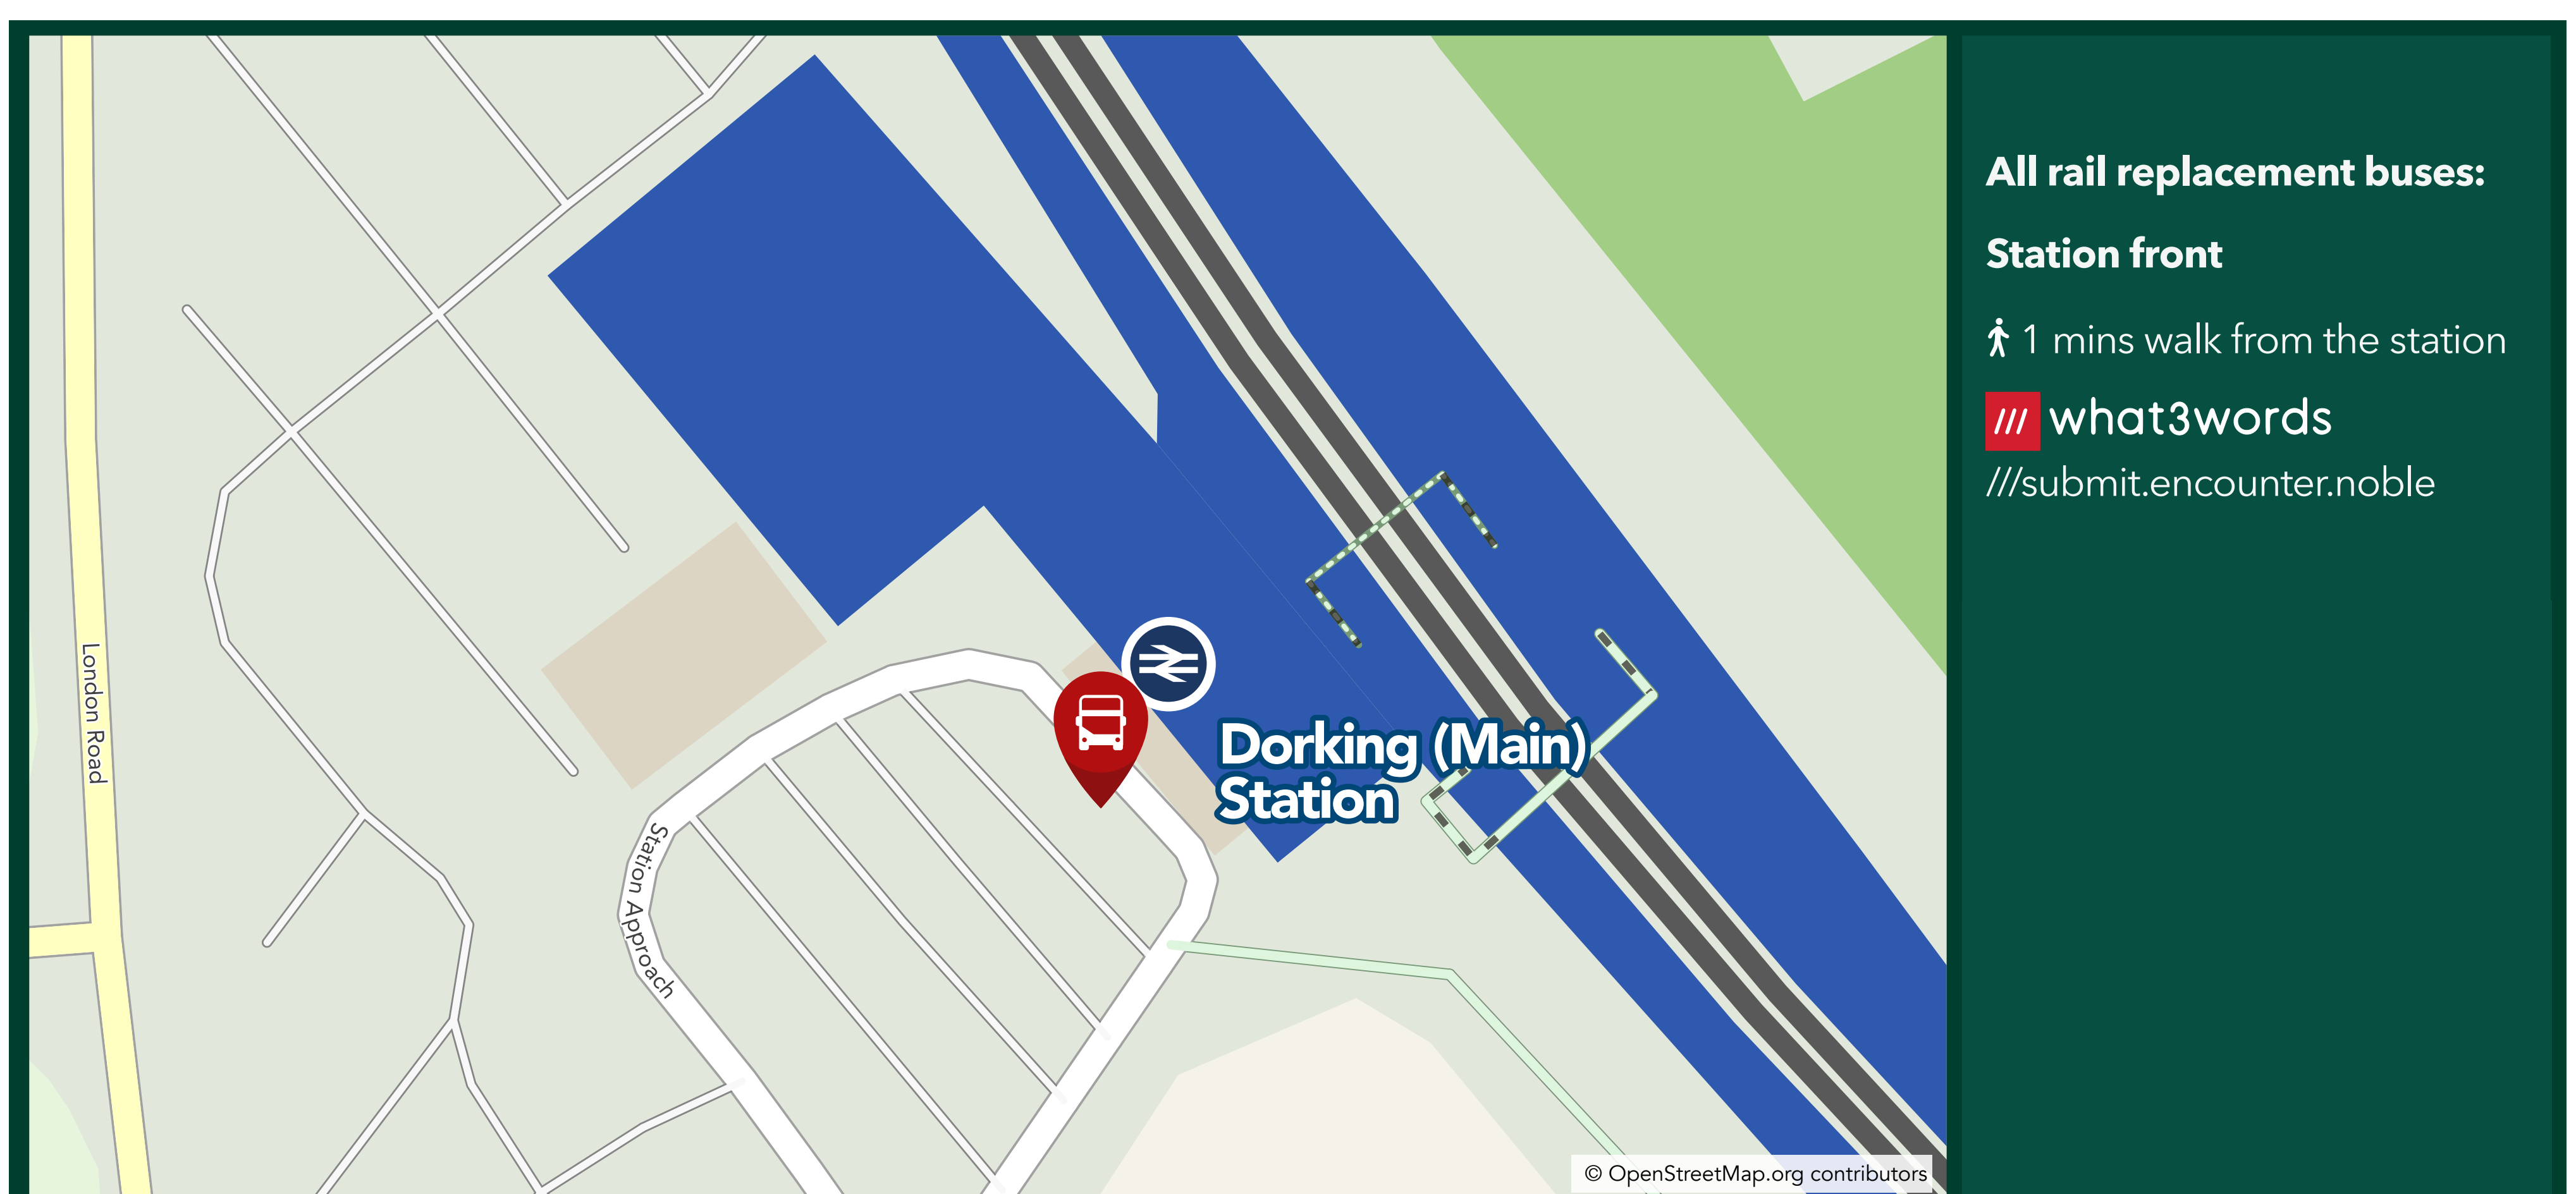 All rail replacement buses:
Station front
1 mins walk from the station
what3words
///submit.encounter.noble
London Road
Station Approach
Dorking (Main)
Station
© OpenStreetMap.org contributors